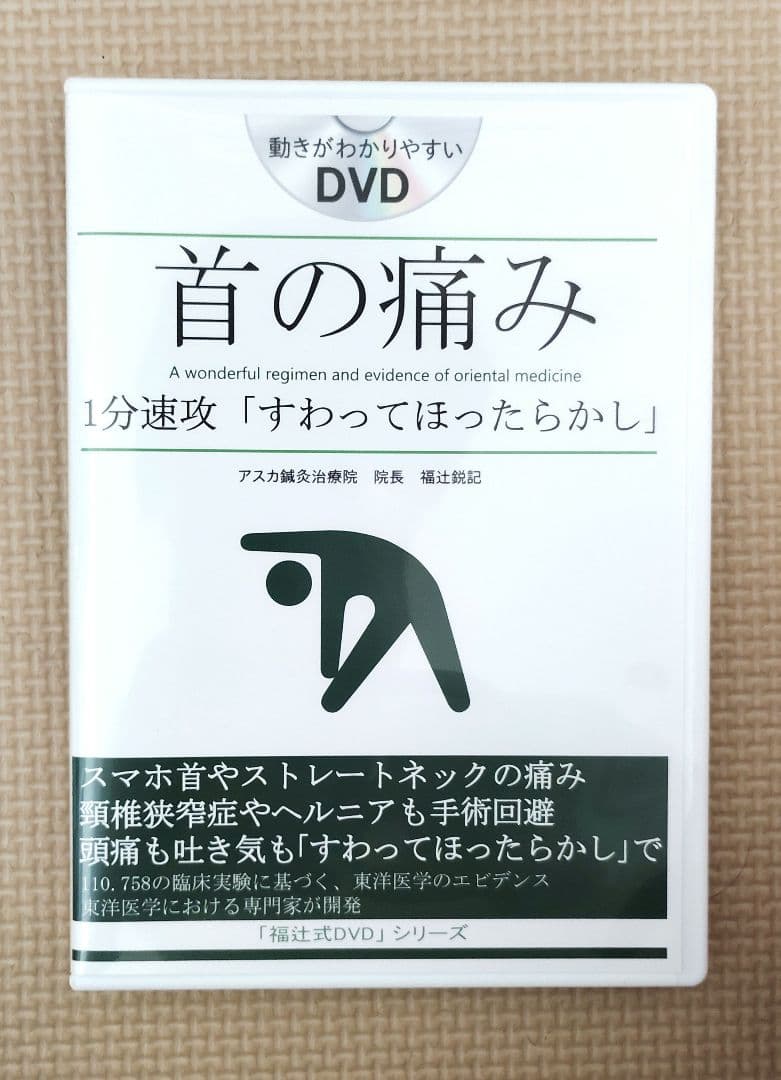 動きがわかりやすい
DVD
首の痛み
A wonderful regimen and evidence of oriental medicine
1分速攻「すわってほったらかし」
アスカ鍼灸治療院　院長　福辻鋭記
スマホ首やストレートネックの痛み
頸椎狭窄症やヘルニアも手術回避
頭痛も吐き気も「すわってほったらかし」で
110.758の臨床実験に基づく、東洋医学のエビデンス
東洋医学における専門家が開発
「福辻式DVD」シリーズ